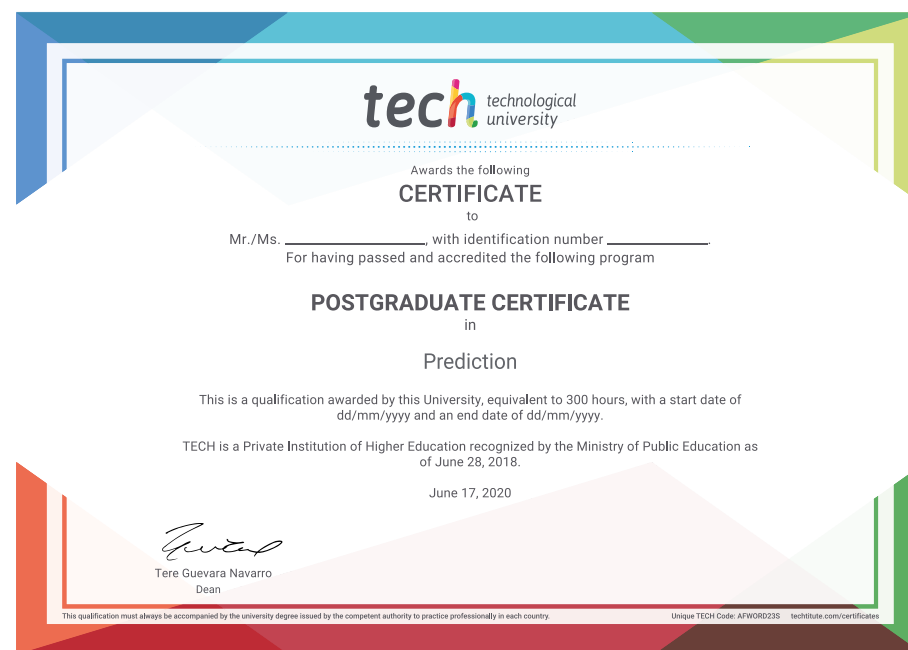 tech technological
university
Awards the following
CERTIFICATE
to
Mr./Ms. ____________________, with identification number ______________.
For having passed and accredited the following program
POSTGRADUATE CERTIFICATE
in
Prediction
This is a qualification awarded by this University, equivalent to 300 hours, with a start date of
dd/mm/yyyy and an end date of dd/mm/yyyy.
TECH is a Private Institution of Higher Education recognized by the Ministry of Public Education as
of June 28, 2018.
June 17, 2020
Tere Guevara Navarro
Dean
This qualification must always be accompanied by the university degree issued by the competent authority to practice professionally in each country. Unique TECH Code: AFWORD23S techtitute.com/certificates